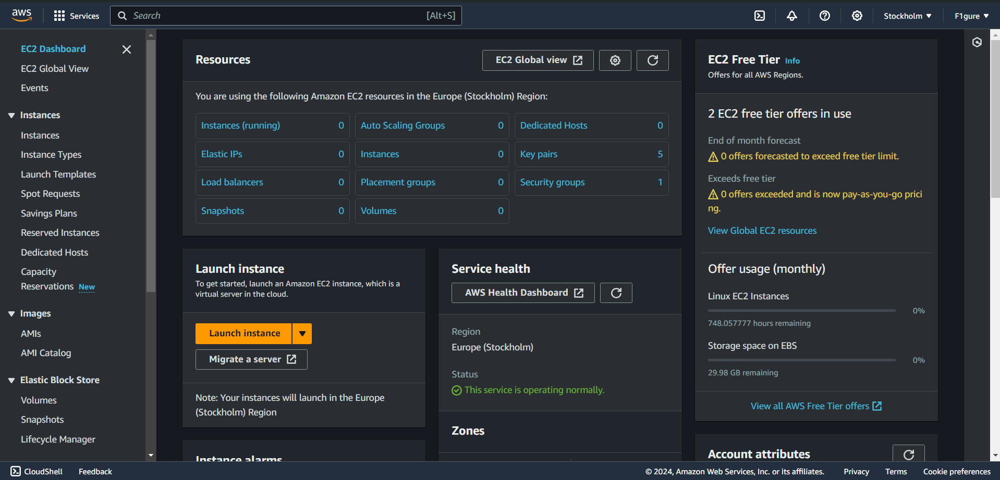 aws
Services
Search
[Alt+S]
Stockholm
F1gure
EC2 Dashboard
EC2 Global View
Events
Instances
Instances
Instance Types
Launch Templates
Spot Requests
Savings Plans
Reserved Instances
Dedicated Hosts
Capacity
Reservations New
Images
AMIs
AMI Catalog
Elastic Block Store
Volumes
Snapshots
Lifecycle Manager
Resources
EC2 Global view
You are using the following Amazon EC2 resources in the Europe (Stockholm) Region:
Instances (running) 0
Auto Scaling Groups 0
Dedicated Hosts 0
Elastic IPs 0
Instances 0
Key pairs 5
Load balancers 0
Placement groups 0
Security groups 1
Snapshots 0
Volumes 0
Launch instance
To get started, launch an Amazon EC2 instance, which is a
virtual server in the cloud.
Launch instance
Migrate a server
Note: Your instances will launch in the Europe
(Stockholm) Region
Instance alarms
Service health
AWS Health Dashboard
Region
Europe (Stockholm)
Status
This service is operating normally.
Zones
EC2 Free Tier Info
Offers for all AWS Regions.
2 EC2 free tier offers in use
End of month forecast
0 offers forecasted to exceed free tier limit.
Exceeds free tier
0 offers exceeded and is now pay-as-you-go prici
ng.
View Global EC2 resources
Offer usage (monthly)
Linux EC2 Instances
0%
748.057777 hours remaining
Storage space on EBS
0%
29.98 GB remaining
View all AWS Free Tier offers
Account attributes
CloudShell
Feedback
© 2024, Amazon Web Services, Inc. or its affiliates.
Privacy
Terms
Cookie preferences